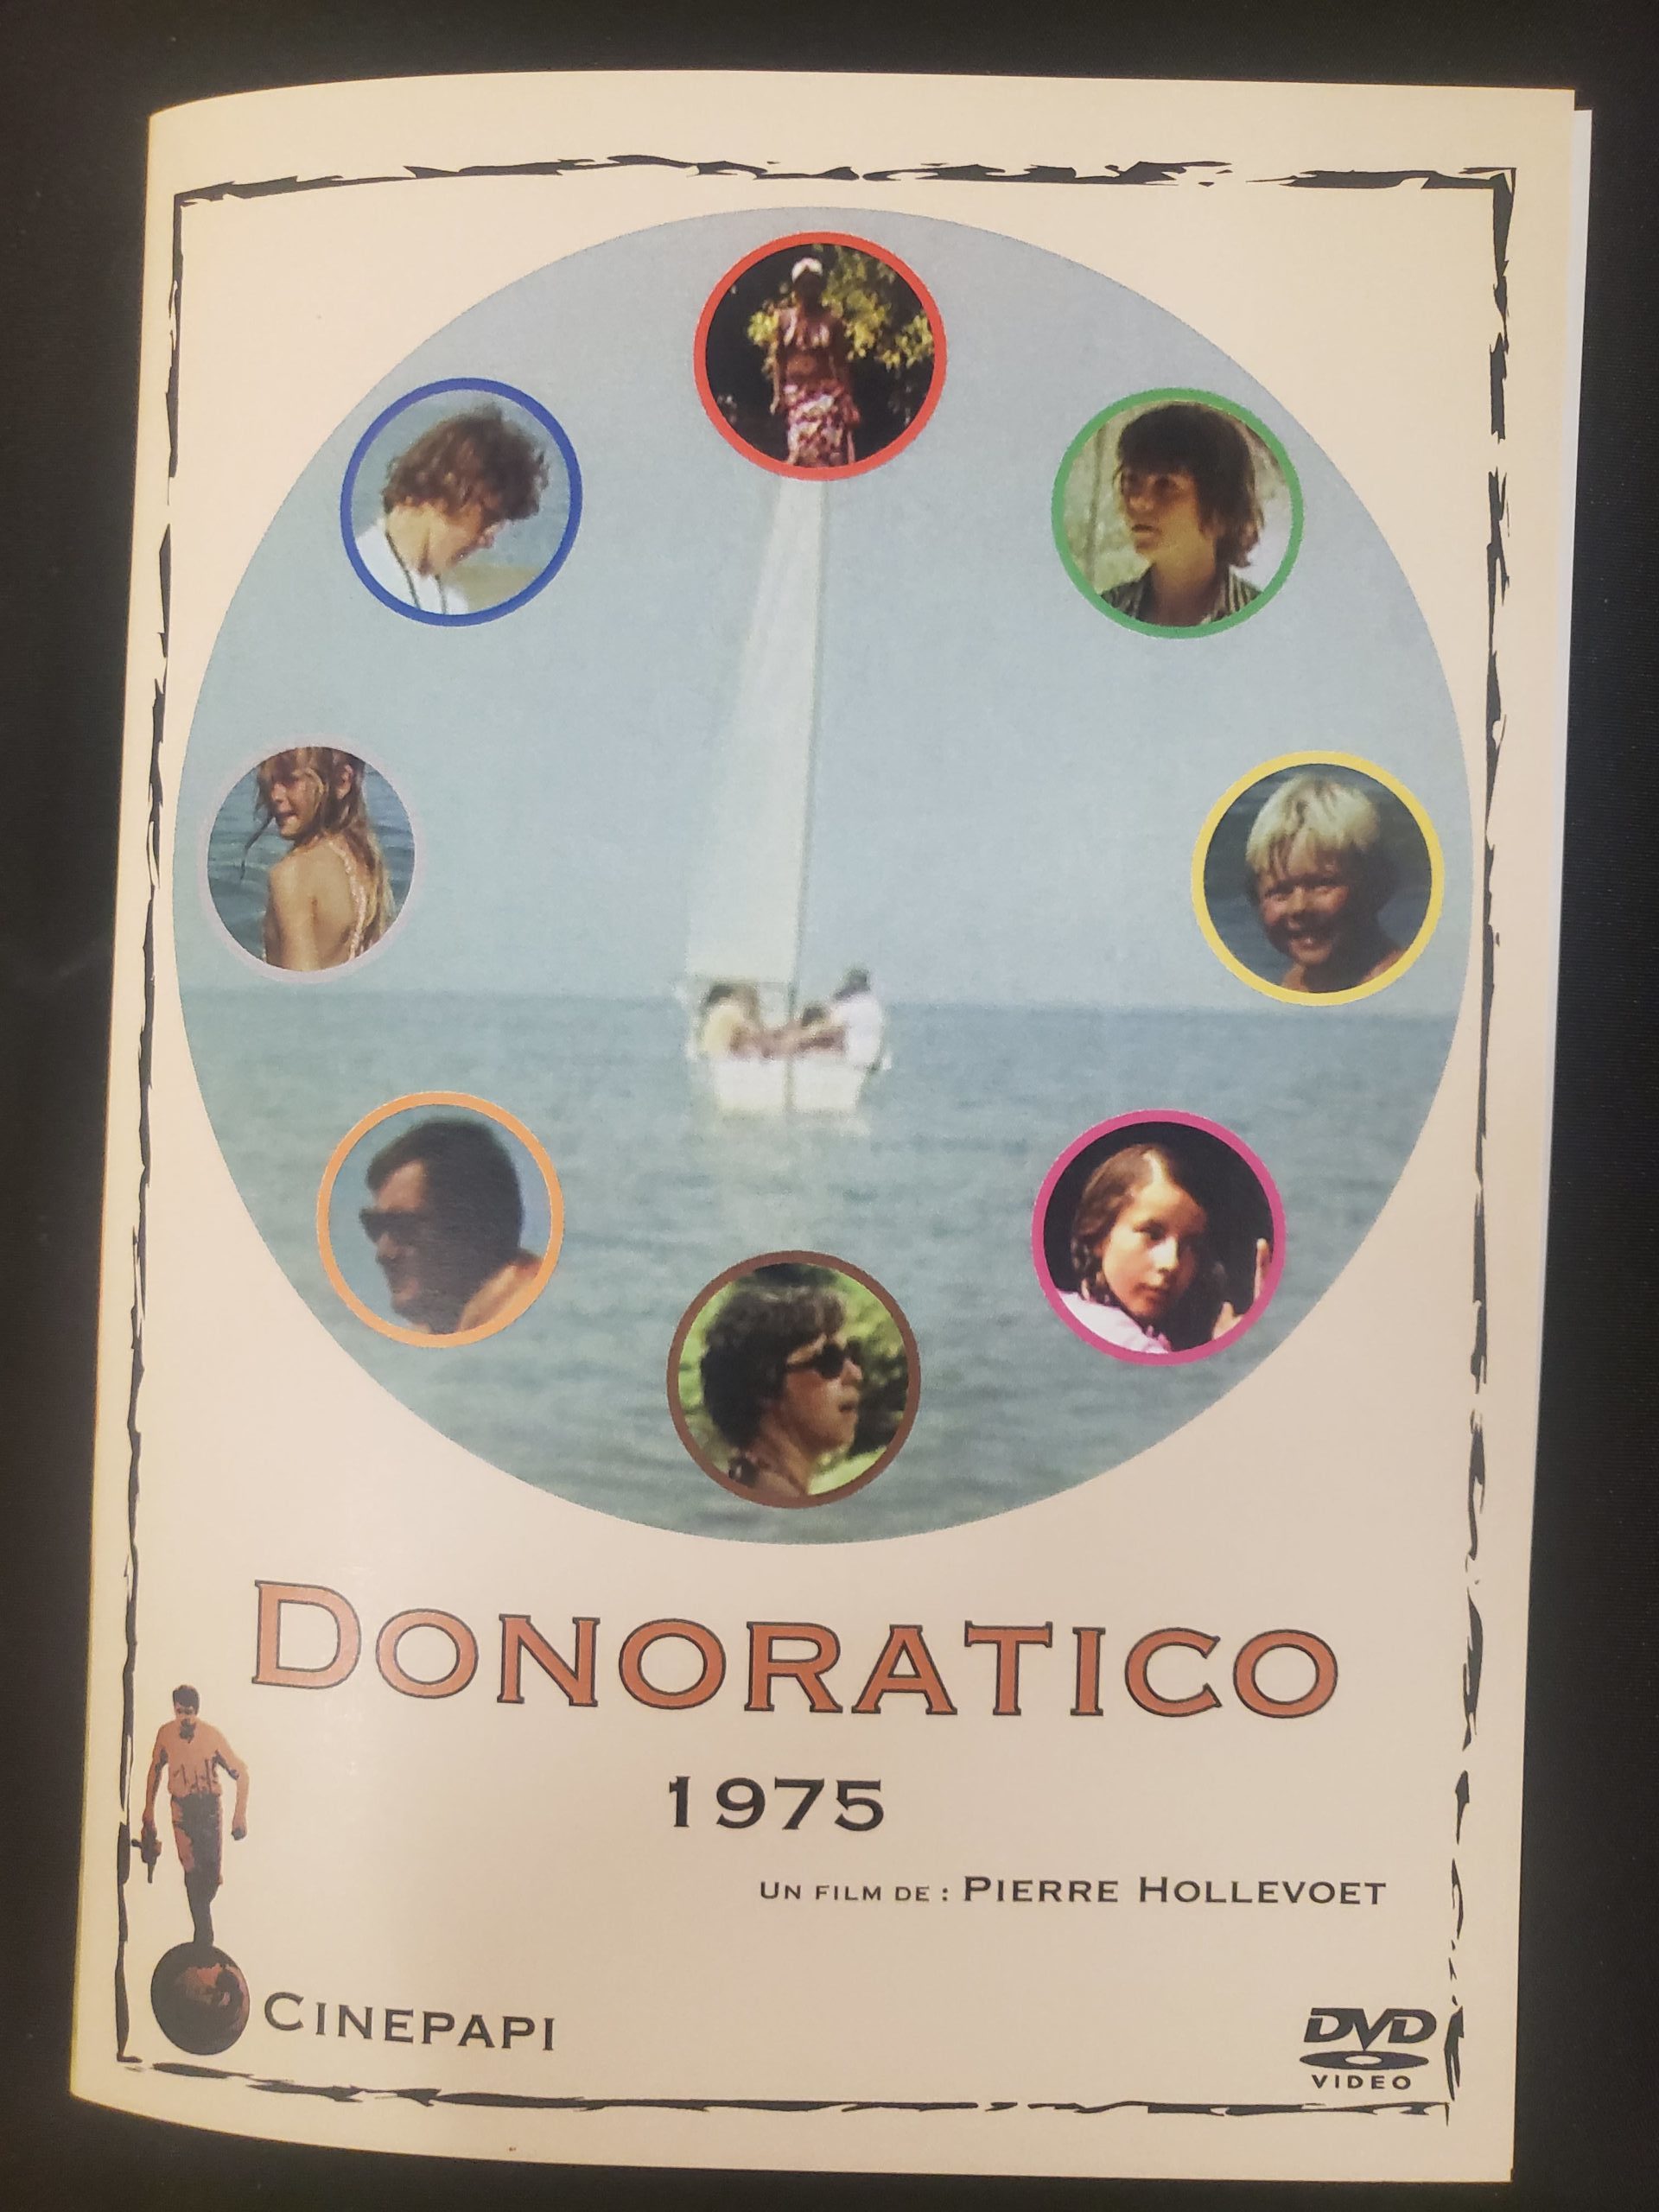 DONORATICO
1975
UN FILM DE : PIERRE HOLLEVOET
CINEPAPI
DVD
VIDEO